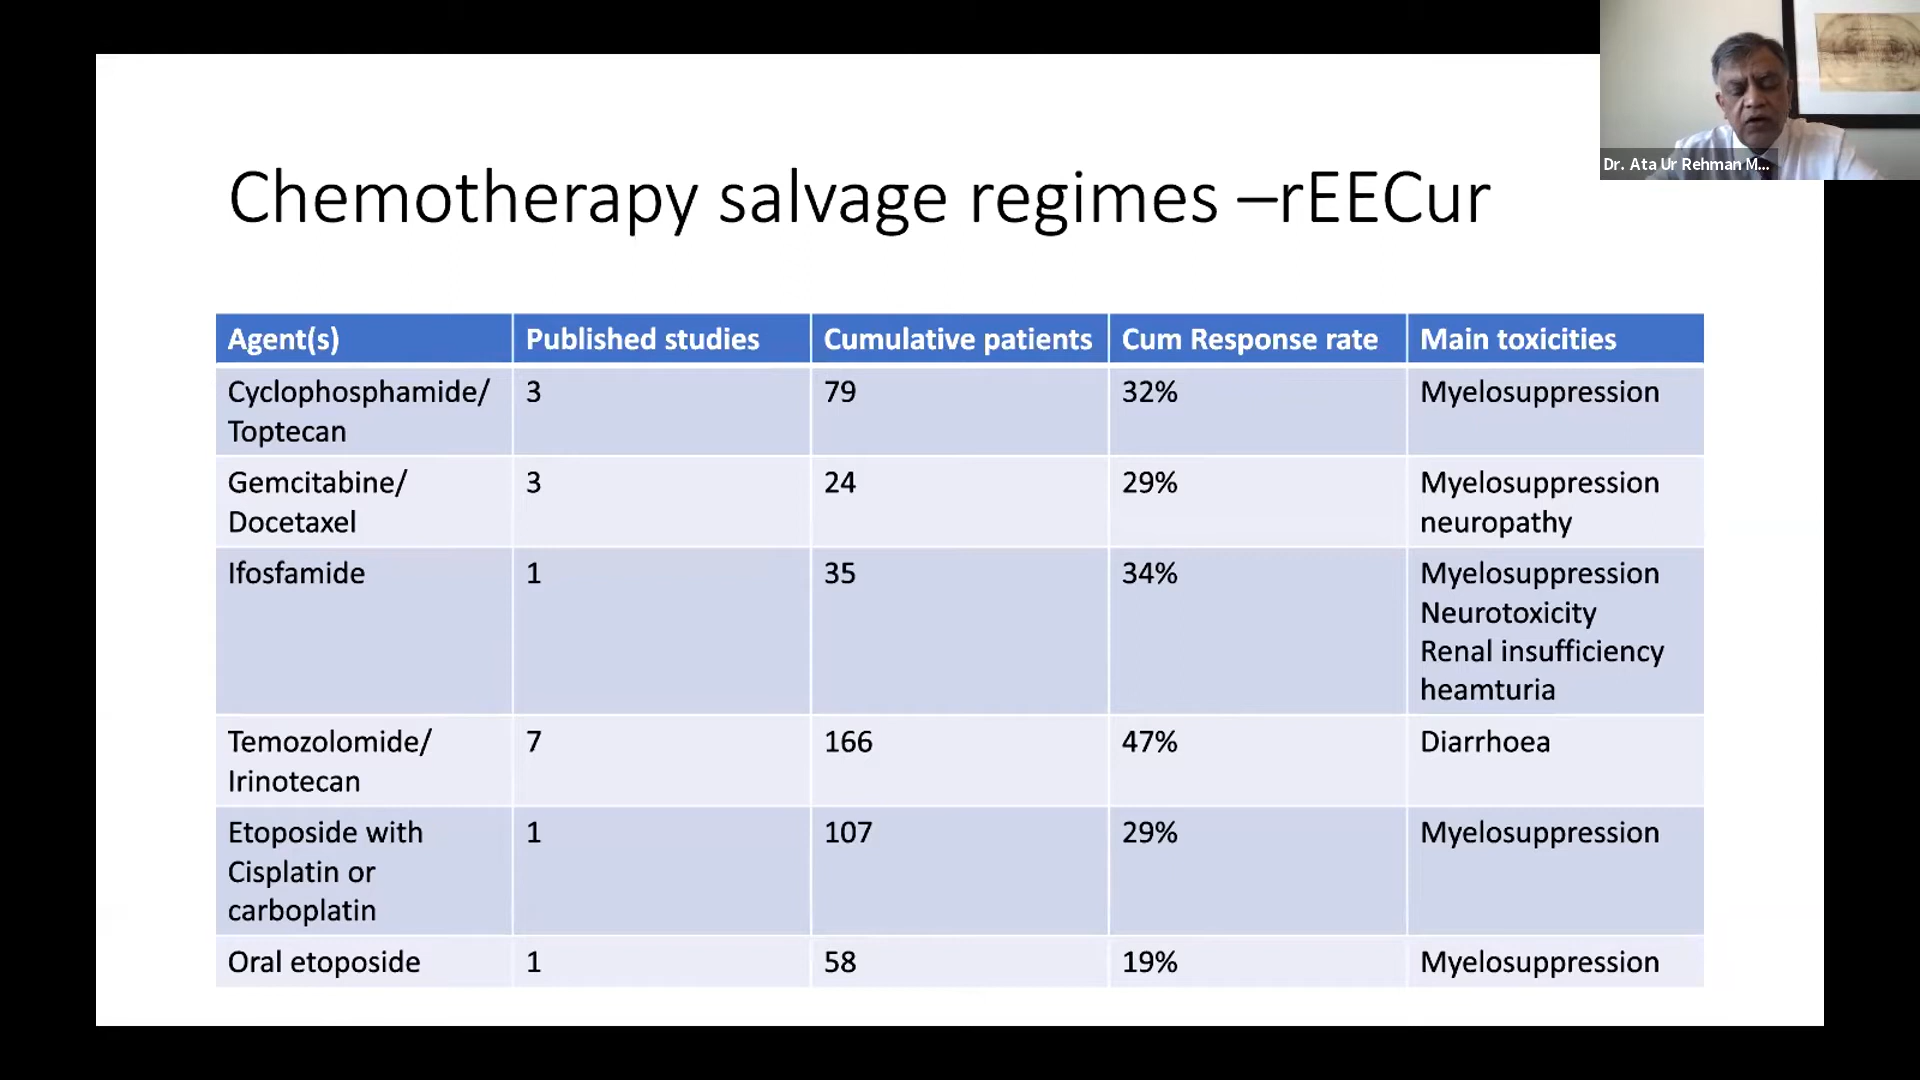 Dr. Ata Ur Rehman M...
Chemotherapy salvage regimes –rEECur
Agent(s) Published studies Cumulative patients Cum Response rate Main toxicities
Cyclophosphamide/ 3 79 32% Myelosuppression
Toptecan
Gemcitabine/ 3 24 29% Myelosuppression
Docetaxel neuropathy
Ifosfamide 1 35 34% Myelosuppression
Neurotoxicity
Renal insufficiency
heamturia
Temozolomide/ 7 166 47% Diarrhoea
Irinotecan
Etoposide with 1 107 29% Myelosuppression
Cisplatin or
carboplatin
Oral etoposide 1 58 19% Myelosuppression